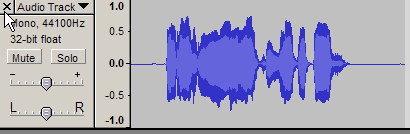 X Audio Track ▼
Mono, 44100Hz
32-bit float
Mute Solo
- +
L R
1.0
0.5
0.0
-0.5
-1.0